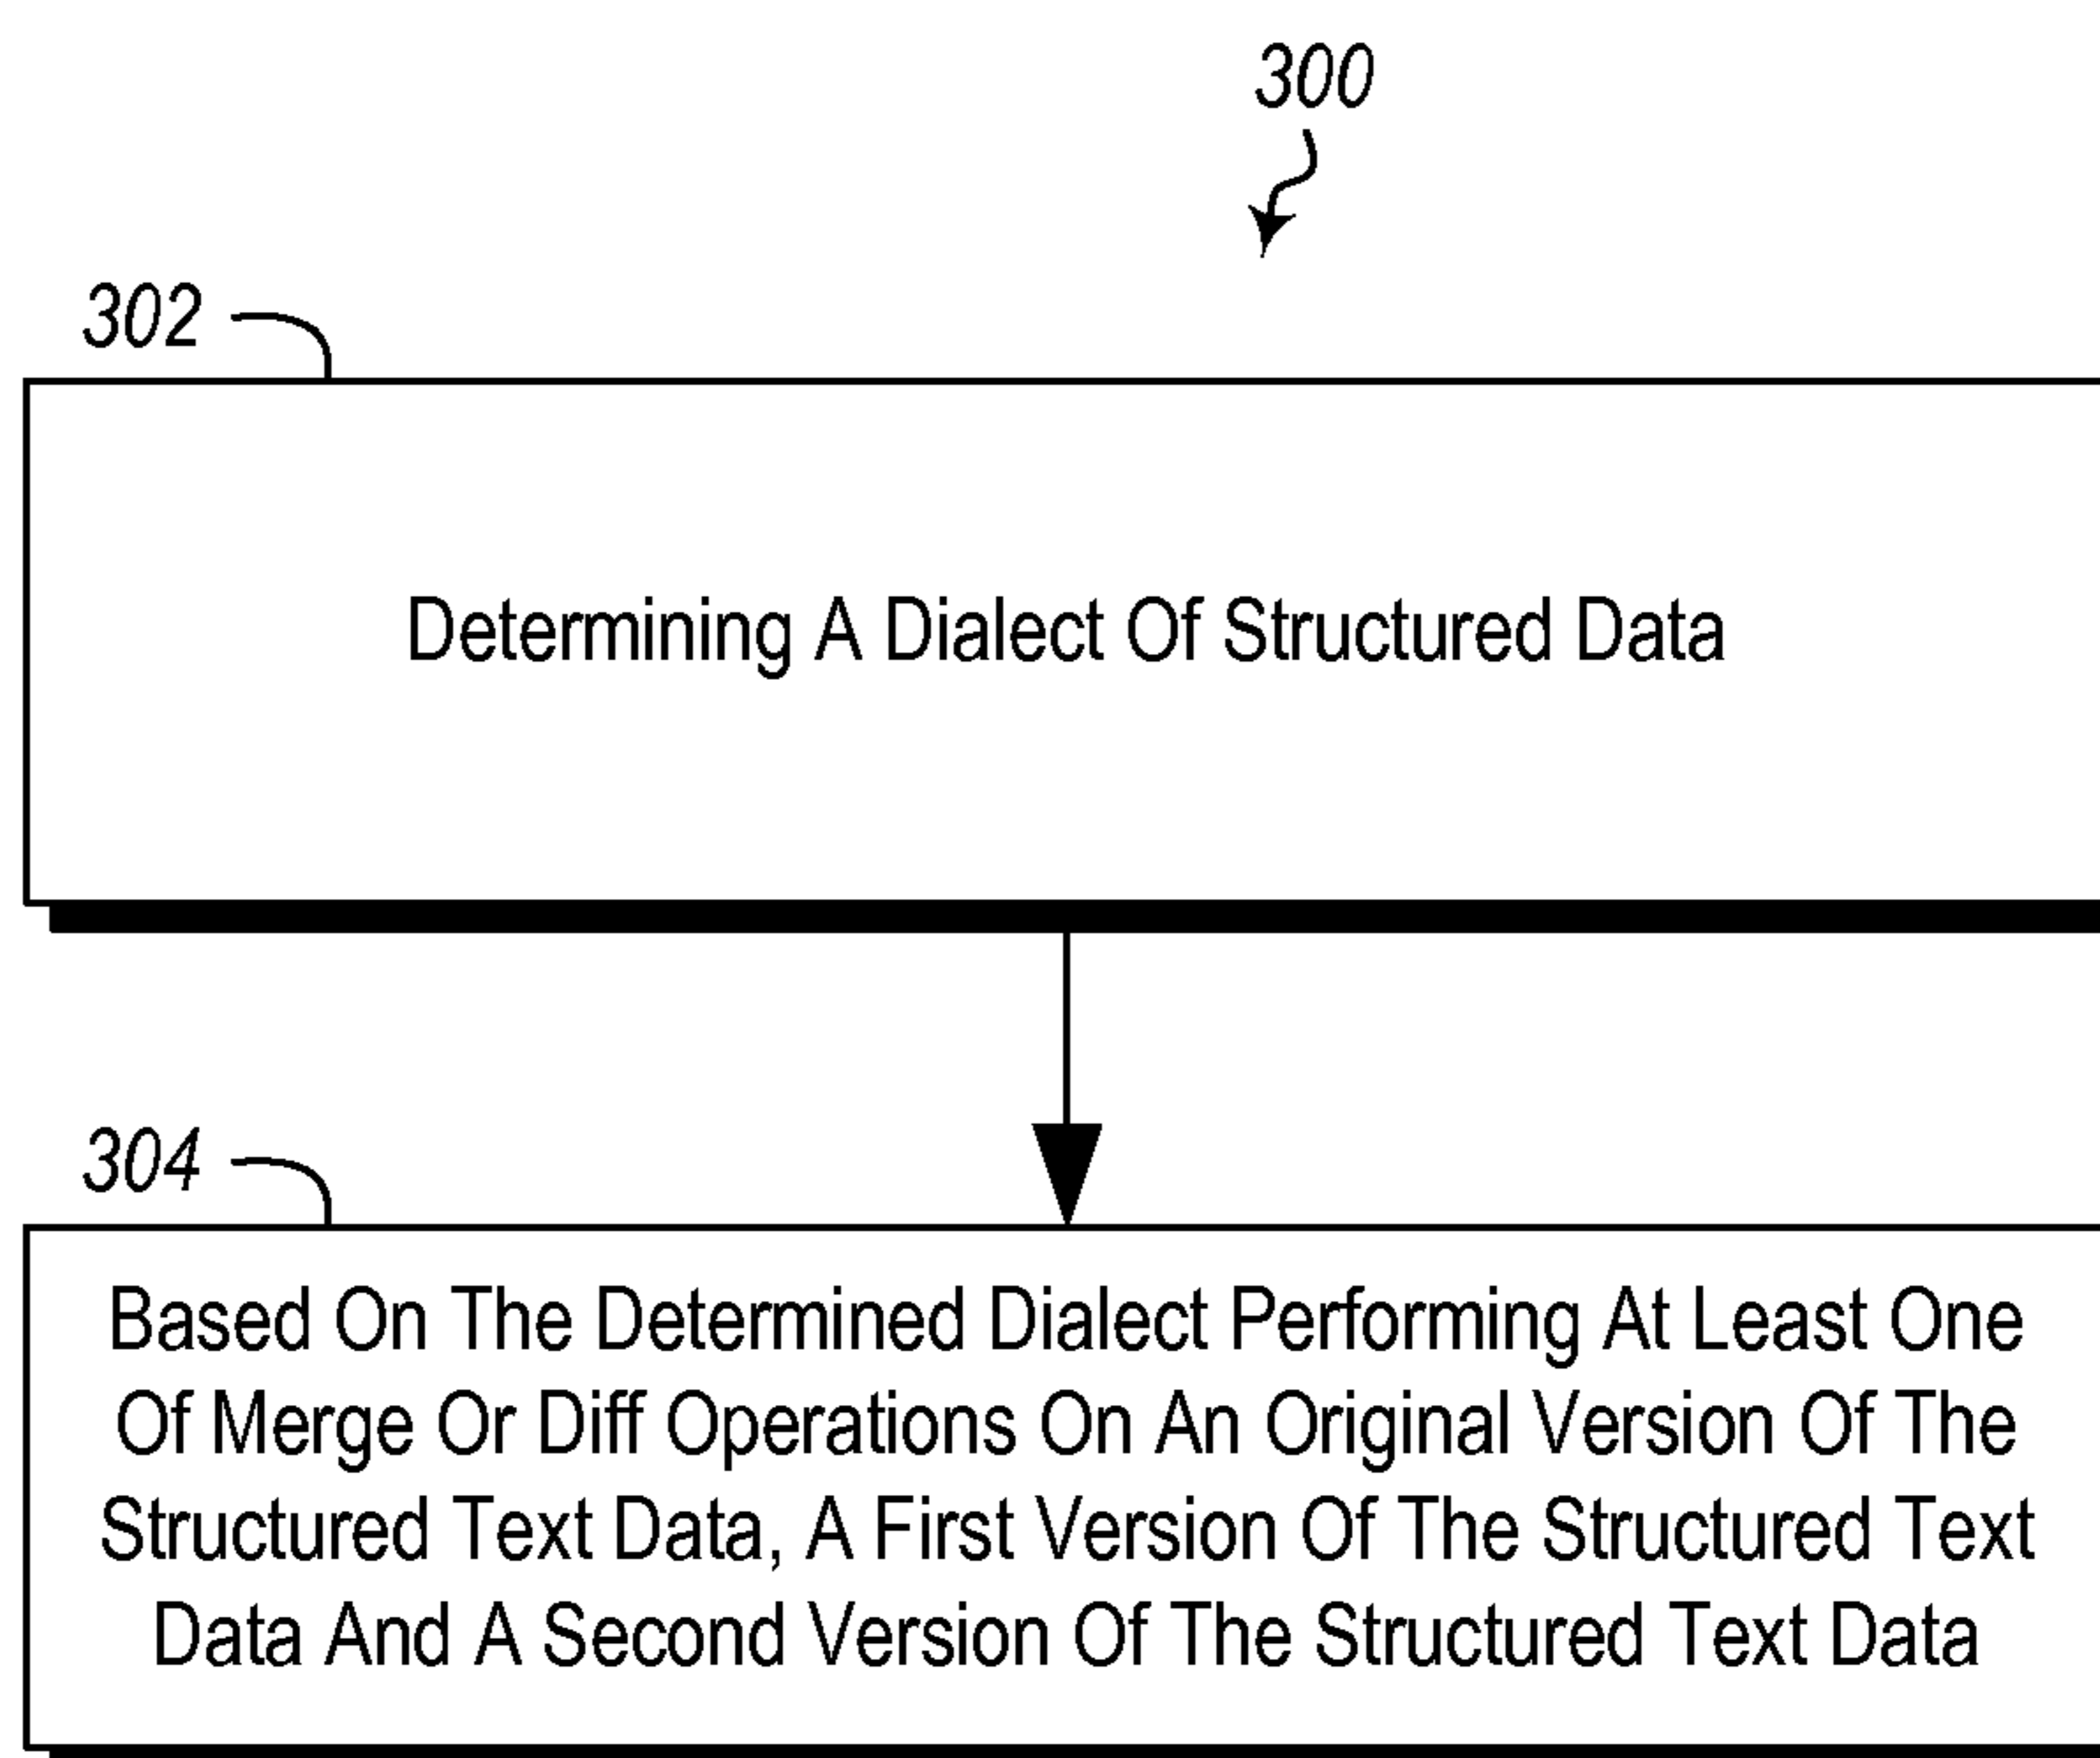 300
302
Determining A Dialect Of Structured Data
304
Based On The Determined Dialect Performing At Least One
Of Merge Or Diff Operations On An Original Version Of The
Structured Text Data, A First Version Of The Structured Text
Data And A Second Version Of The Structured Text Data